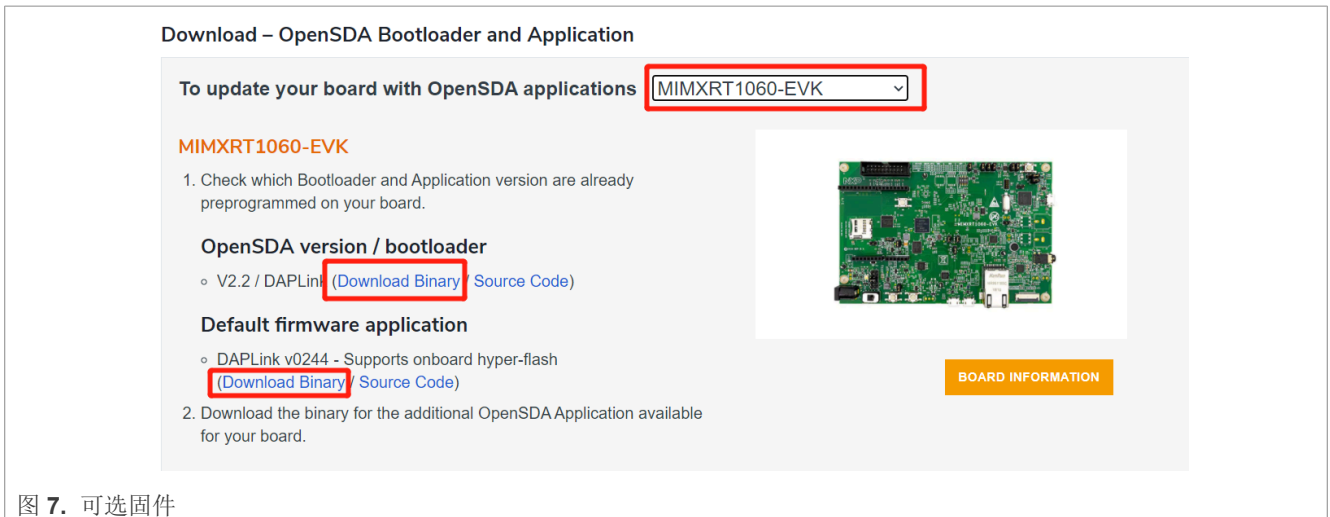 Download – OpenSDA Bootloader and Application
To update your board with OpenSDA applications MIMXRT1060-EVK
MIMXRT1060-EVK
1. Check which Bootloader and Application version are already
preprogrammed on your board.
OpenSDA version / bootloader
◦ V2.2 / DAPLink (Download Binary / Source Code)
Default firmware application
◦ DAPLink v0244 - Supports onboard hyper-flash
(Download Binary / Source Code)
BOARD INFORMATION
2. Download the binary for the additional OpenSDA Application available
for your board.
图 7. 可选固件